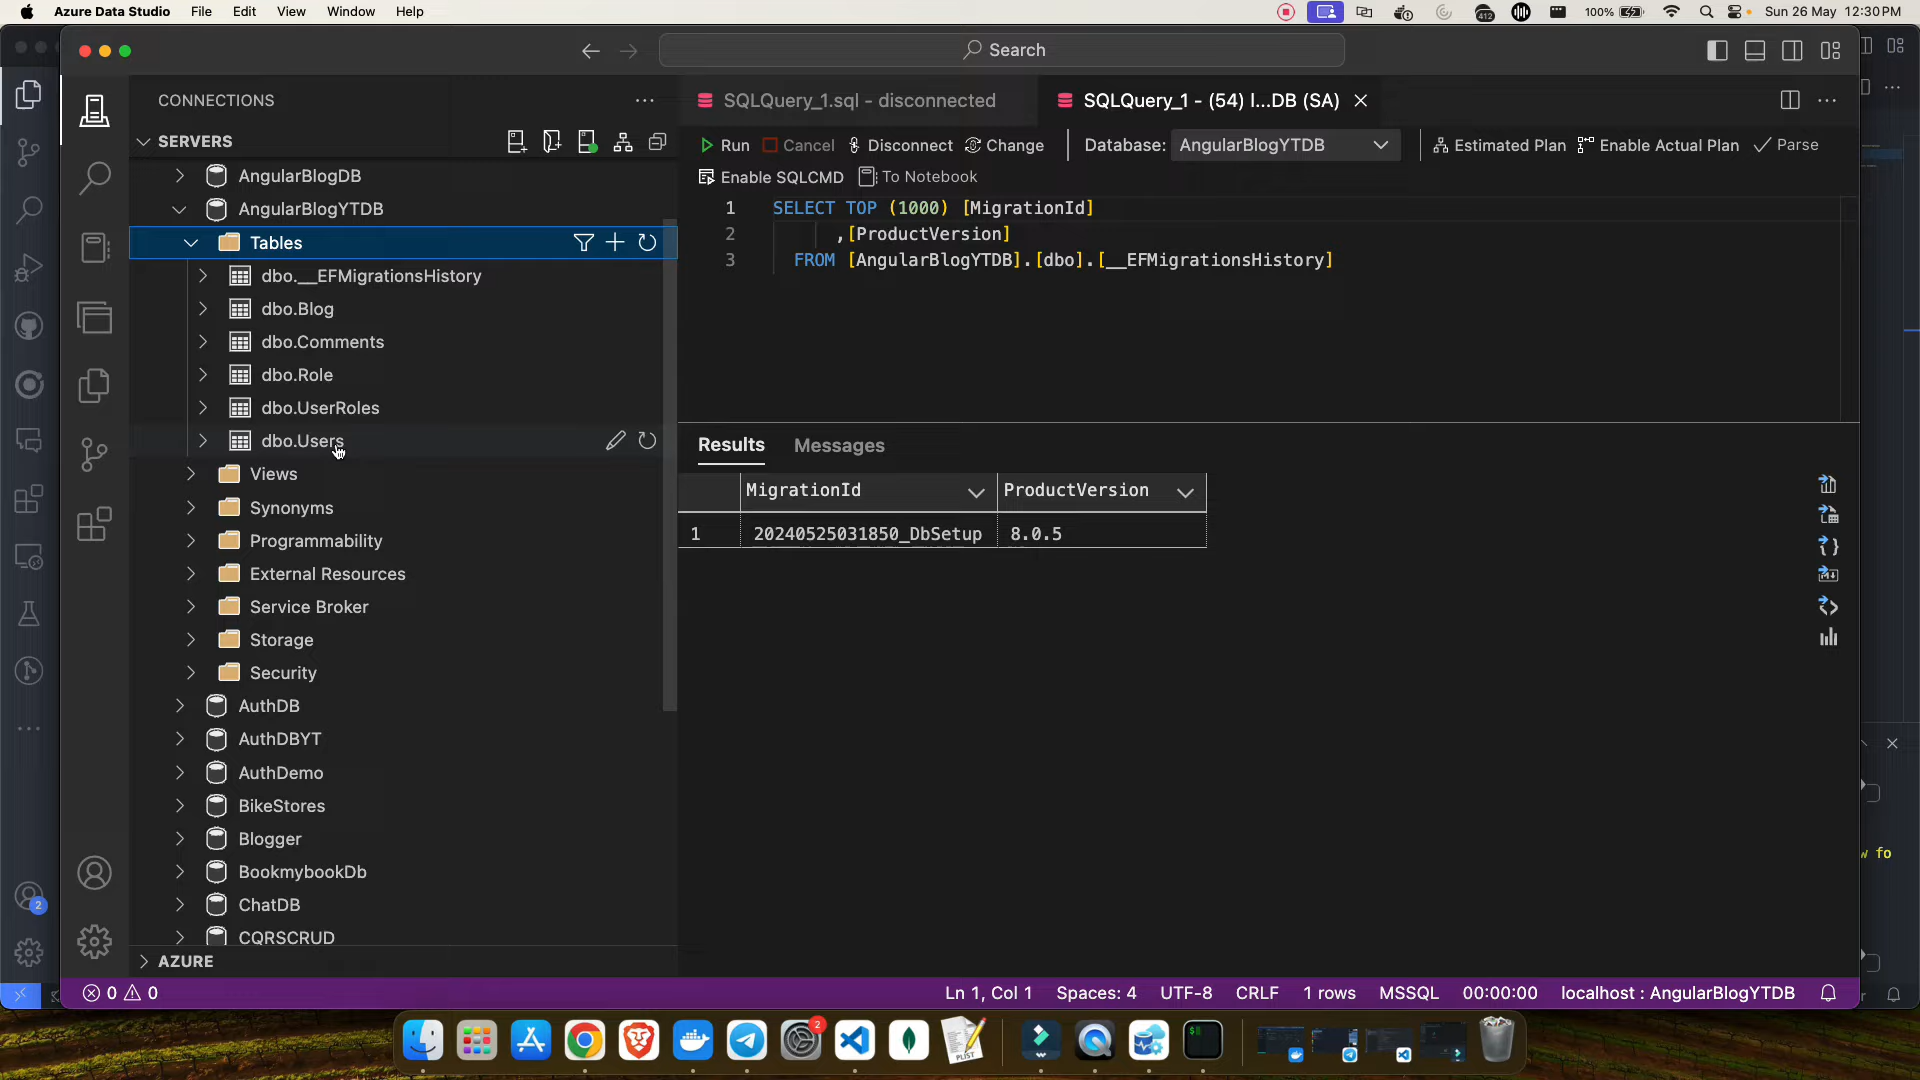 Azure Data Studio File Edit View Window Help
412 100% Sun 26 May 12:30 PM
Search
CONNECTIONS
SERVERS
AngularBlogDB
AngularBlogYTDB
Tables
dbo.__EFMigrationsHistory
dbo.Blog
dbo.Comments
dbo.Role
dbo.UserRoles
dbo.Users
Views
Synonyms
Programmability
External Resources
Service Broker
Storage
Security
AuthDB
AuthDBYT
AuthDemo
BikeStores
Blogger
BookmybookDb
ChatDB
CQRSCRUD
AZURE
SQLQuery_1.sql - disconnected
SQLQuery_1 - (54) l...DB (SA)
Run Cancel Disconnect Change Database: AngularBlogYTDB Estimated Plan Enable Actual Plan Parse
Enable SQLCMD To Notebook
1 SELECT TOP (1000) [MigrationId]
2 ,[ProductVersion]
3 FROM [AngularBlogYTDB].[dbo].[__EFMigrationsHistory]
Results Messages
MigrationId ProductVersion
1 20240525031850_DbSetup 8.0.5
w fo
2
0 0
Ln 1, Col 1 Spaces: 4 UTF-8 CRLF 1 rows MSSQL 00:00:00 localhost : AngularBlogYTDB
2
PLIST
$